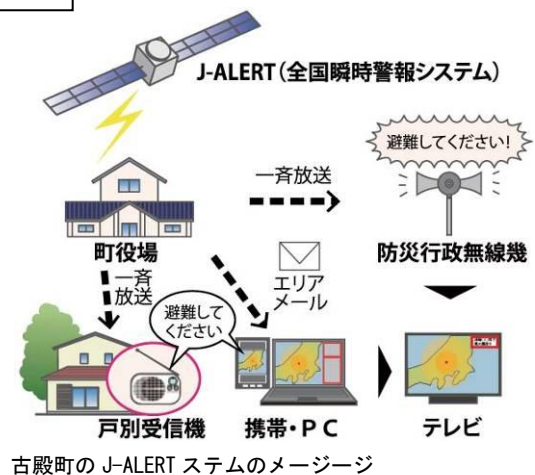 J-ALERT(全国瞬時警報システム)
避難してください!
一斉放送
町役場
防災行政無線幾
一斉
放送
エリア
メール
避難して
ください
戸別受信機
携帯・PC
テレビ
古殿町の J-ALERT ステムのメージージ